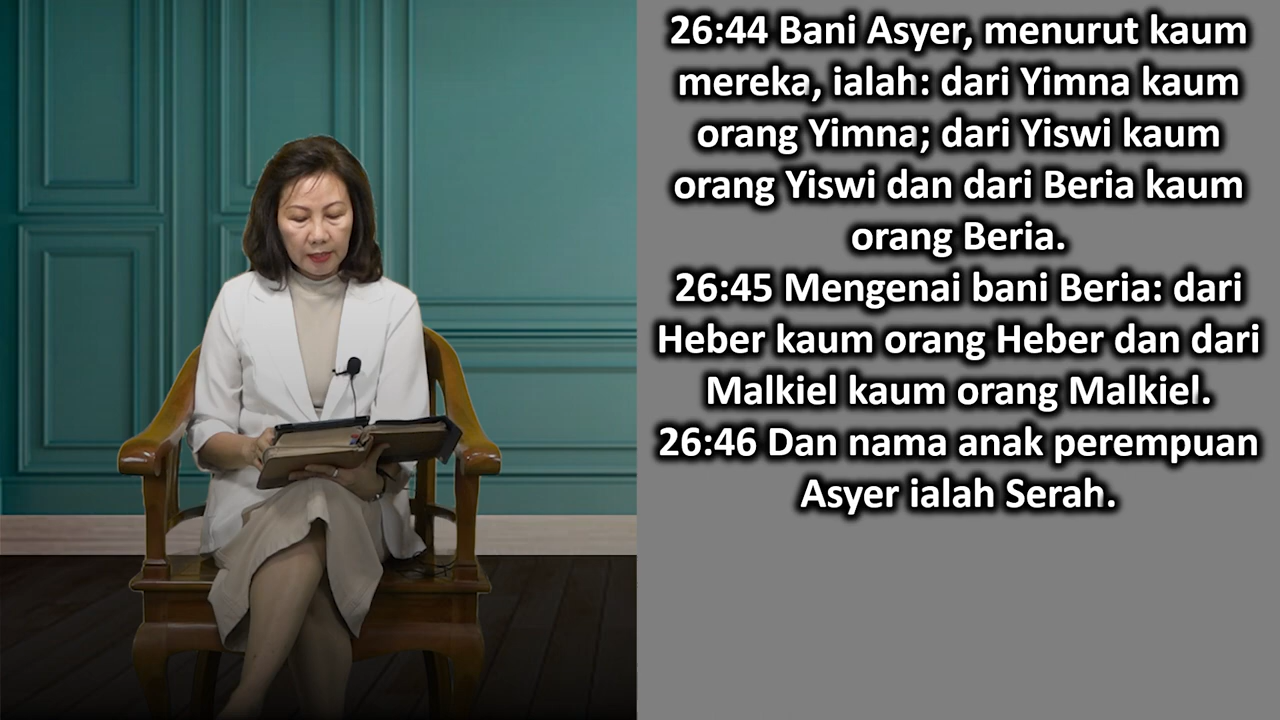 26:44 Bani Asyer, menurut kaum
mereka, ialah: dari Yimna kaum
orang Yimna; dari Yiswi kaum
orang Yiswi dan dari Beria kaum
orang Beria.
26:45 Mengenai bani Beria: dari
Heber kaum orang Heber dan dari
Malkiel kaum orang Malkiel.
26:46 Dan nama anak perempuan
Asyer ialah Serah.